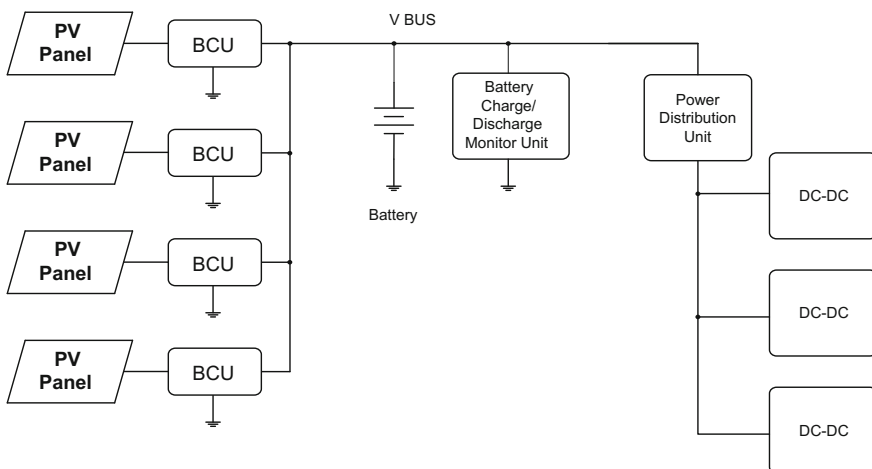 PV
Panel
BCU
V BUS
Battery
Charge/
Discharge
Monitor Unit
Power
Distribution
Unit
PV
Panel
BCU
DC-DC
Battery
PV
Panel
BCU
DC-DC
PV
Panel
BCU
DC-DC